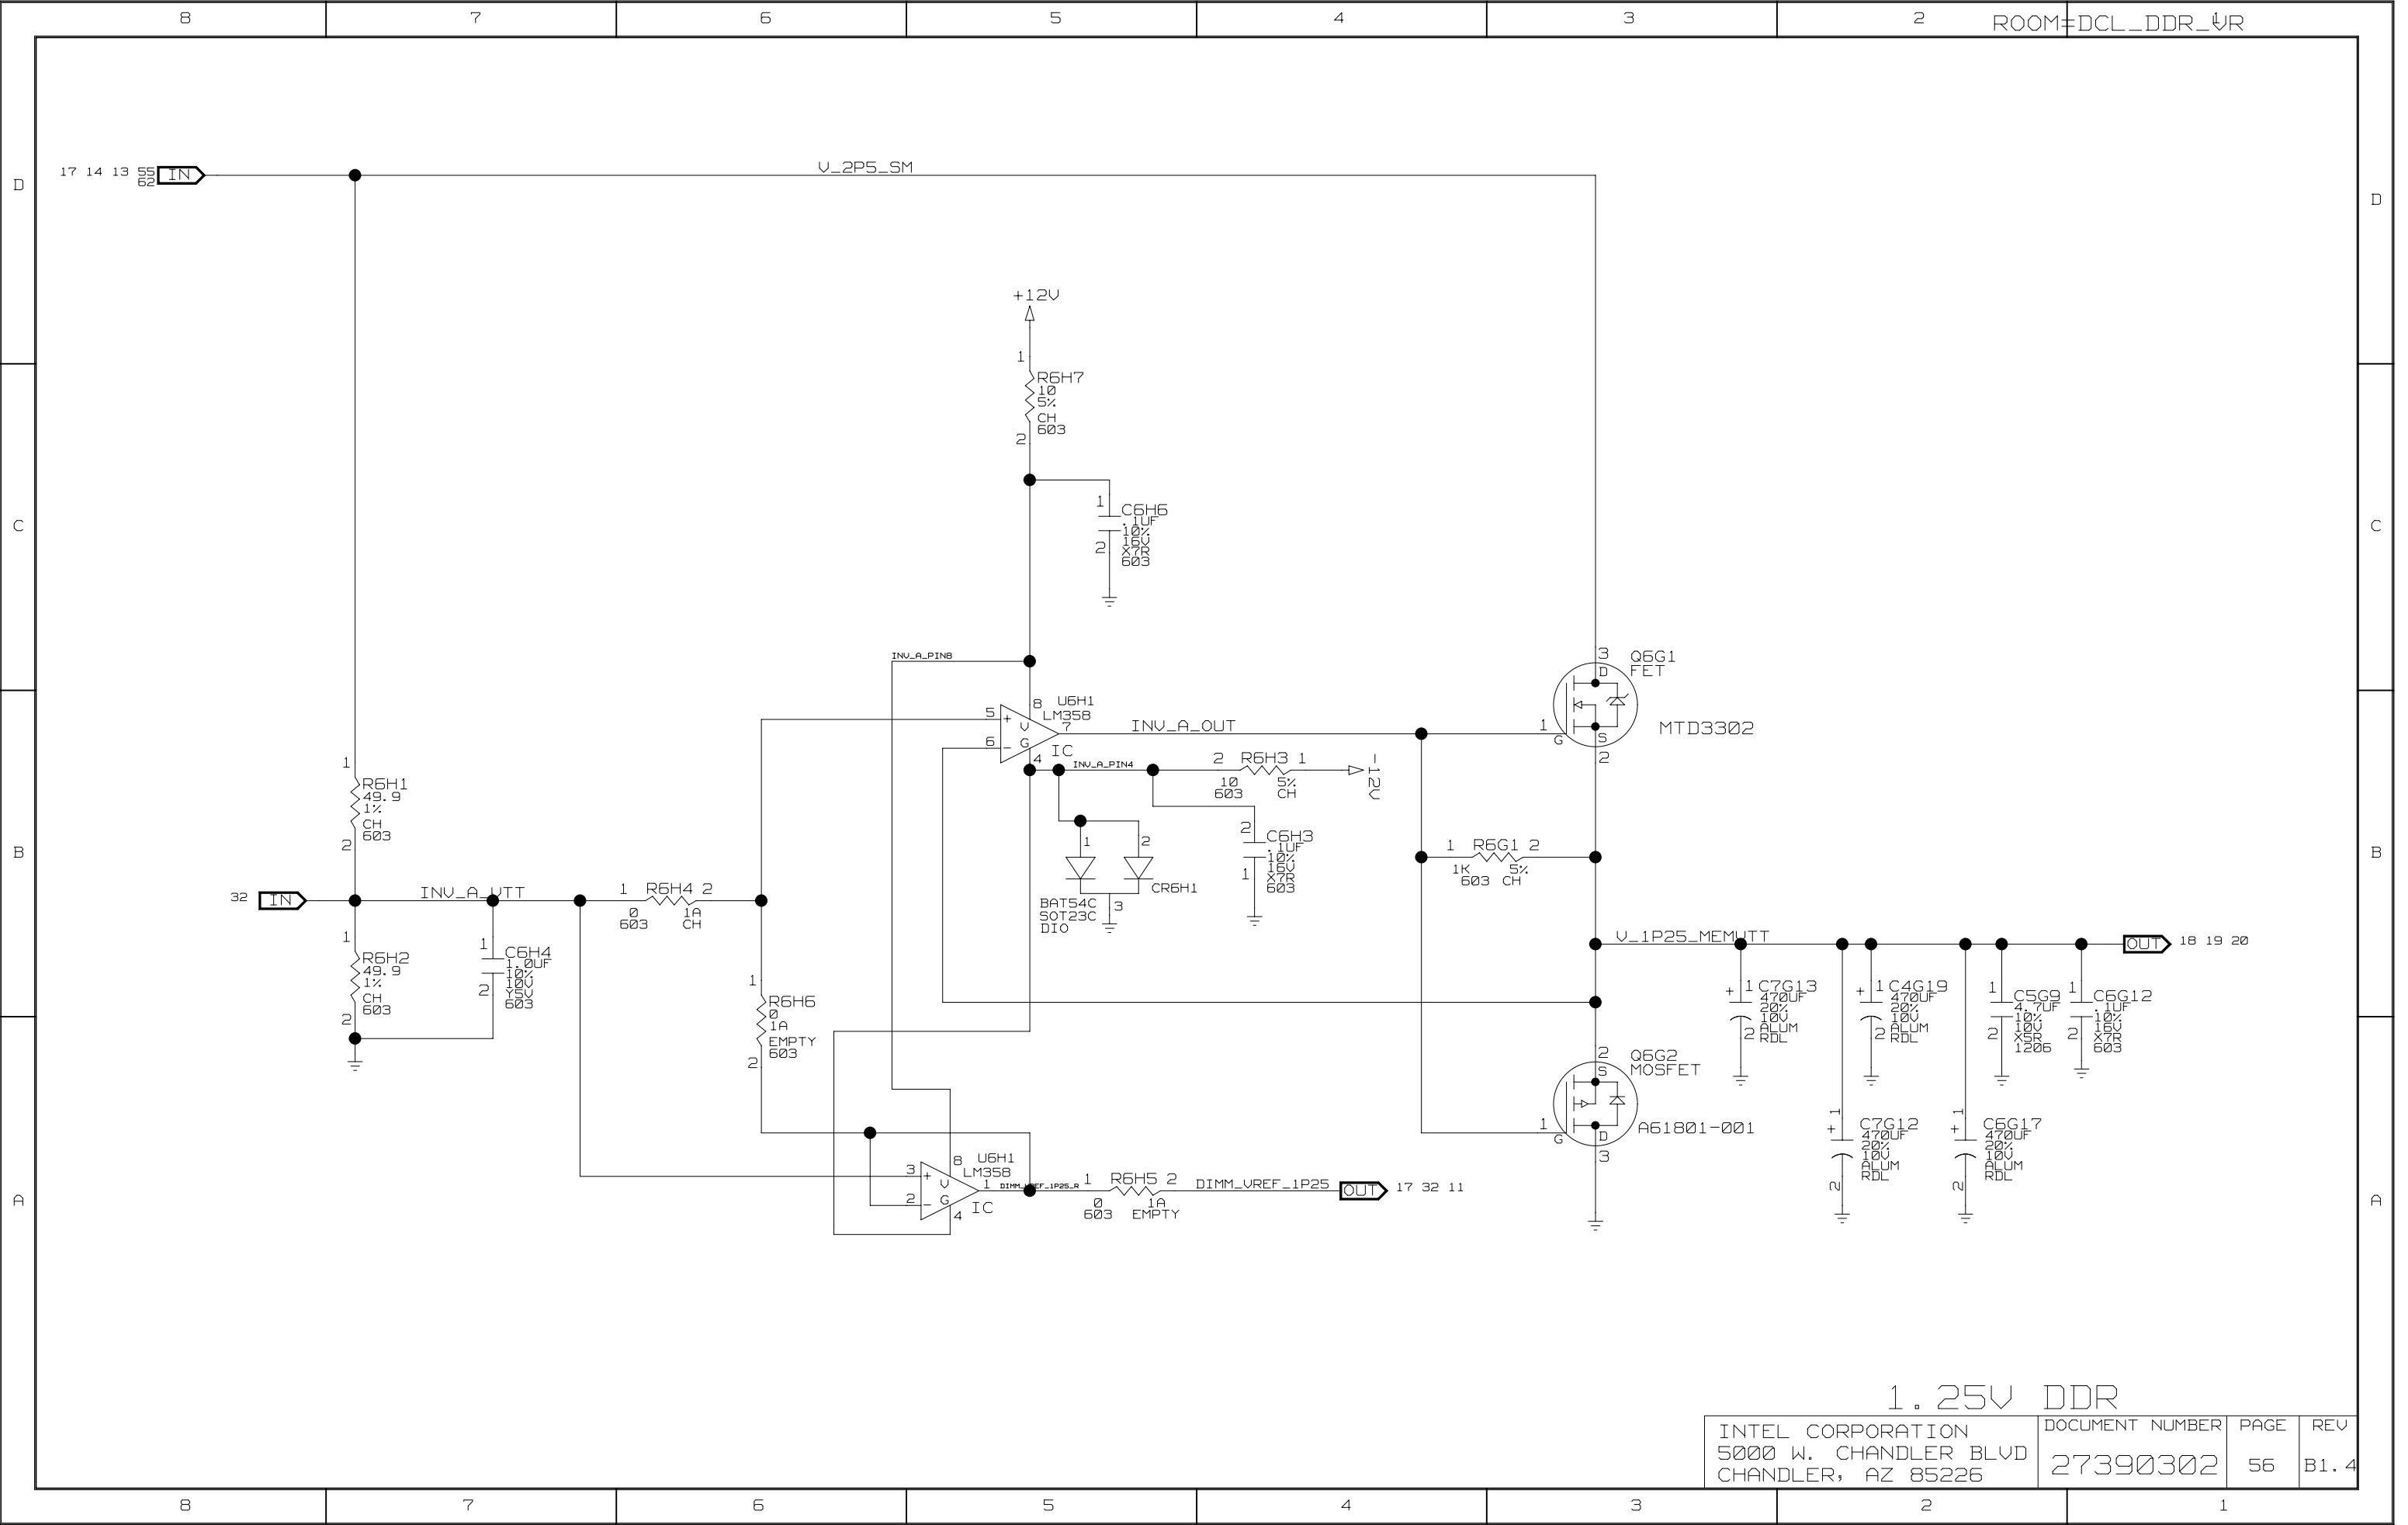 8 7 6 5 4 3 2 1
ROOM=DCL_DDR_VR
D
D
17 14 13 55
62
IN
V_2P5_SM
+12V
1
R6H7
10
5%
CH
603
2
C
C
1
C6H6
.1UF
10%
16V
X7R
603
2
INV_A_PIN8
3
D
Q6G1
FET
8
U6H1
LM358
5
+
V
7
INV_A_OUT
1
G
S
2
MTD3302
6
-
G
IC
4
INV_A_PIN4
2 R6H3 1
10 5%
603 CH
-12V
1
R6H1
49.9
1%
CH
603
2
1
2
CR6H1
BAT54C
SOT23C
DIO
3
2
C6H3
.1UF
10%
16V
X7R
603
1
1 R6G1 2
1K 5%
603 CH
B
B
32
IN
INV_A_VTT
1 R6H4 2
0 1A
603 CH
V_1P25_MEMVTT
OUT
18 19 20
1
R6H2
49.9
1%
CH
603
2
1
C6H4
1.0UF
10%
10V
Y5V
603
2
1
R6H6
0
1A
EMPTY
603
2
+
1
C7G13
470UF
20%
10V
ALUM
RDL
2
+
1
C4G19
470UF
20%
10V
ALUM
RDL
2
1
C5G9
4.7UF
10%
10V
X5R
1206
2
1
C6G12
.1UF
10%
16V
X7R
603
2
2
S
Q6G2
MOSFET
1
G
D
3
A61801-001
1
+
C7G12
470UF
20%
10V
ALUM
RDL
2
1
+
C6G17
470UF
20%
10V
ALUM
RDL
2
8
U6H1
LM358
3
+
V
1
DIMM_VREF_1P25_R
2
-
G
4
IC
1 R6H5 2
0 1A
603 EMPTY
DIMM_VREF_1P25
OUT
17 32 11
A
A
1.25V DDR
INTEL CORPORATION
5000 W. CHANDLER BLVD
CHANDLER, AZ 85226
DOCUMENT NUMBER
27390302
PAGE
56
REV
B1.4
8 7 6 5 4 3 2 1